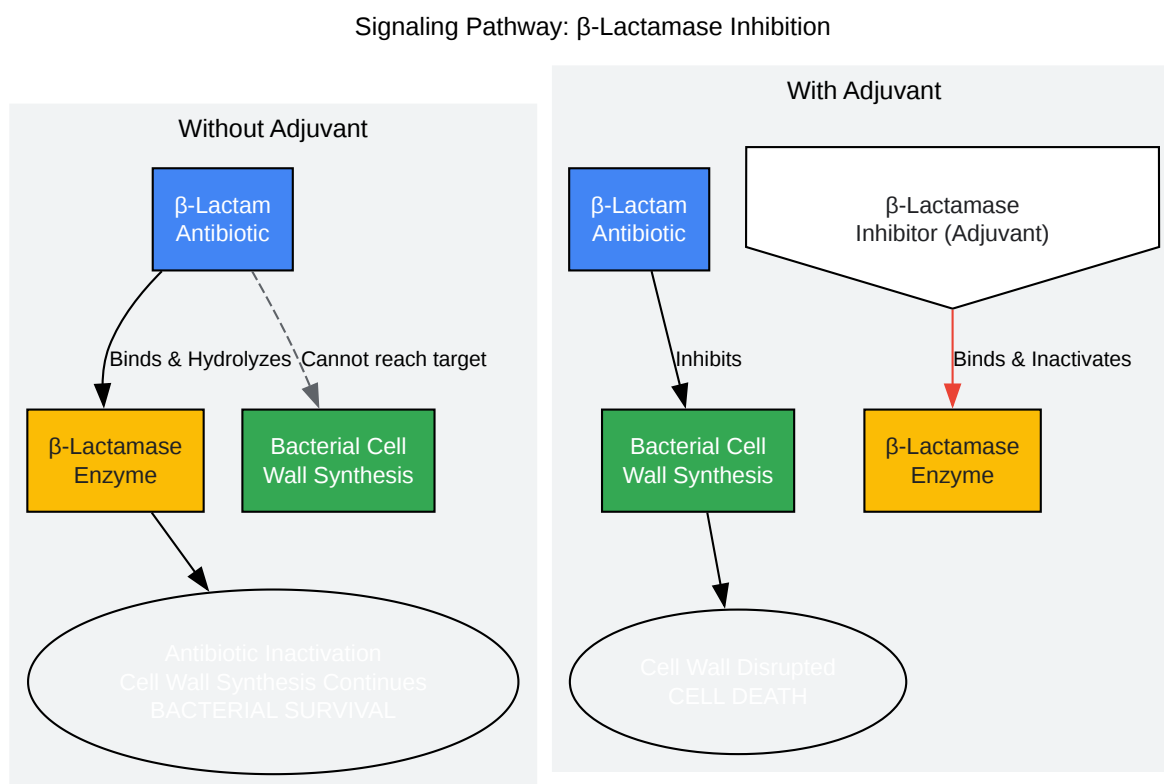 Signaling Pathway: β-Lactamase Inhibition
Without Adjuvant
β-Lactam
Antibiotic
Binds & Hydrolyzes
Cannot reach target
β-Lactamase
Enzyme
Bacterial Cell
Wall Synthesis
Antibiotic Inactivation
Cell Wall Synthesis Continues
BACTERIAL SURVIVAL
With Adjuvant
β-Lactam
Antibiotic
β-Lactamase
Inhibitor (Adjuvant)
Inhibits
Binds & Inactivates
Bacterial Cell
Wall Synthesis
β-Lactamase
Enzyme
Cell Wall Disrupted
CELL DEATH